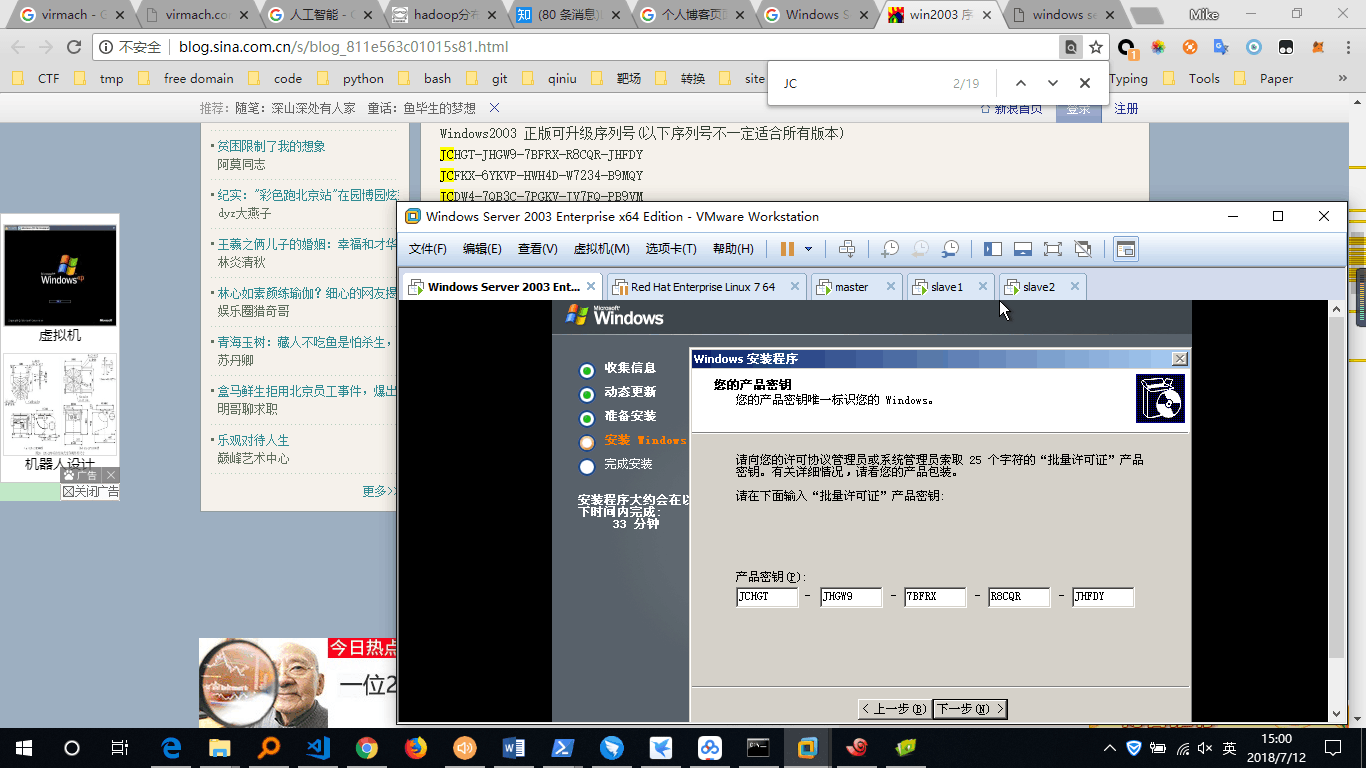 virmach - G
virmach.cor
人工智能 - G
hadoop分布
(80 条消息)
个人博客页
Windows S
win2003 序
windows se
Mike
不安全
blog.sina.com.cn/s/blog_811e563c01015s81.html
CTF
tmp
free domain
code
python
bash
git
qiniu
靶场
转换
site
Typing
Tools
Paper
»
JC
2/19
推荐:
随笔:深山深处有人家
童话:鱼毕生的梦想
新浪首页
登录
注册
贫困限制了我的想象
阿莫同志
纪实:"彩色跑北京站"在园博园炫
dyz大燕子
王羲之俩儿子的婚姻:幸福和才华
林炎清秋
林心如素颜练瑜伽?细心的网友提
娱乐圈猎奇哥
青海玉树:藏人不吃鱼是怕杀生,
苏丹卿
盒马鲜生拒用北京员工事件,爆出
明哥聊求职
乐观对待人生
巅峰艺术中心
更多>>
Windows2003 正版可升级序列号(以下序列号不一定适合所有版本)
JCHGT-JHGW9-7BFRX-R8CQR-JHFDY
JCFKX-6YKVP-HWH4D-W7234-B9MQY
JCDW4-7QB3C-7PGKV-JV7FQ-PB9VM
Microsoft
Windows xp
虚拟机
机器人设计
广告
关闭广告
今日热点
一位2
Windows Server 2003 Enterprise x64 Edition - VMware Workstation
文件(F)
编辑(E)
查看(V)
虚拟机(M)
选项卡(T)
帮助(H)
Windows Server 2003 Ent...
Red Hat Enterprise Linux 7 64
master
slave1
slave2
Microsoft
Windows
收集信息
动态更新
准备安装
安装 Windows
完成安装
安装程序大约会在以
下时间内完成:
33 分钟
Windows 安装程序
您的产品密钥
您的产品密钥唯一标识您的 Windows。
请向您的许可协议管理员或系统管理员索取 25 个字符的“批量许可证”产品
密钥。有关详细情况,请看您的产品包装。
请在下面输入“批量许可证”产品密钥:
产品密钥(P):
JCHGT - JHGW9 - 7BFRX - R8CQR - JHFDY
< 上一步(B)
下一步(N) >
英
15:00
2018/7/12